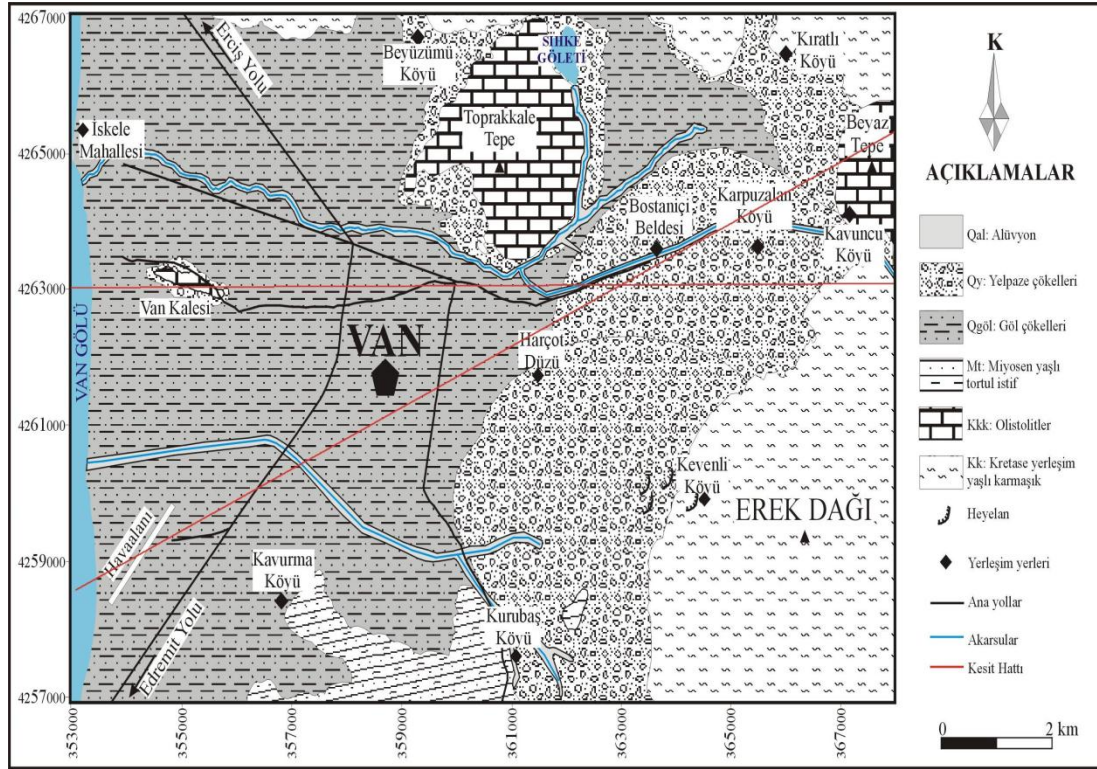 4267000
4265000
4263000
4261000
4259000
4257000
353000
355000
357000
359000
361000
363000
365000
367000
Erciş Yolu
Beyüzümü
Köyü
SIHKE
GÖLETİ
Kıratlı
Köyü
İskele
Mahallesi
Toprakkale
Tepe
Beyaz
Tepe
Bostaniçi
Beldesi
Karpuzalan
Köyü
Kavuncu
Köyü
Van Kalesi
VAN GÖLÜ
VAN
Harçot
Düzü
Kevenli
Köyü
EREK DAĞI
Havaalanı
Kavurma
Köyü
Edremit Yolu
Kurubaş
Köyü
K
AÇIKLAMALAR
Qal: Alüvyon
Qy: Yelpaze çökelleri
Qgöl: Göl çökelleri
Mt: Miyosen yaşlı
tortul istif
Kkk: Olistolitler
Kk: Kretase yerleşim
yaşlı karmaşık
Heyelan
Yerleşim yerleri
Ana yollar
Akarsular
Kesit Hattı
0 2 km